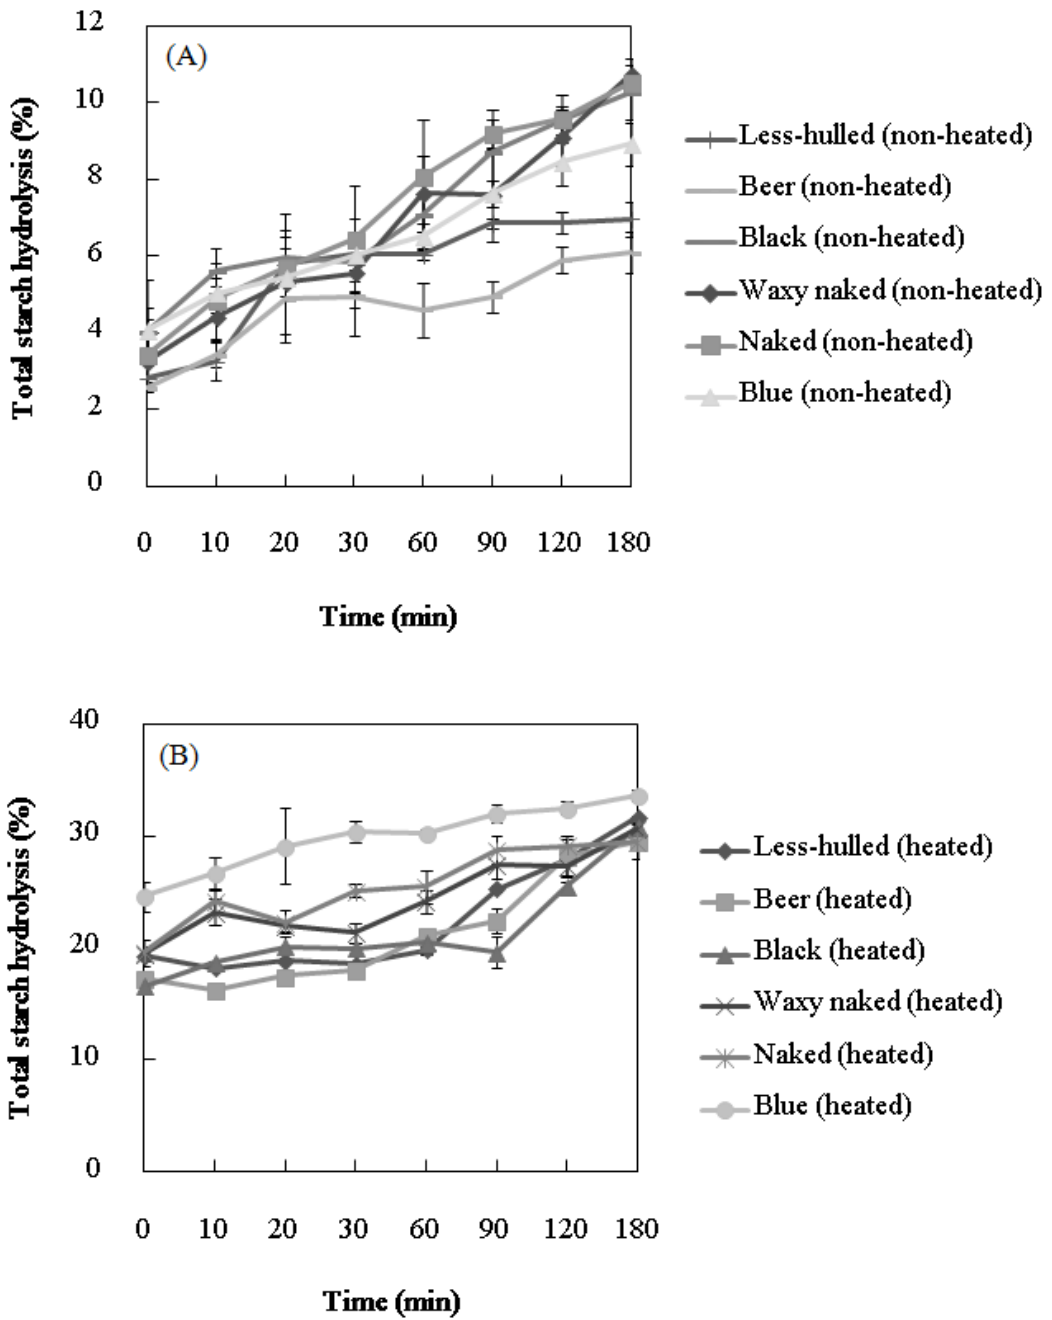 12
(A)
10
8
6
4
2
0
Total starch hydrolysis (%)
0 10 20 30 60 90 120 180
Time (min)
Less-hulled (non-heated)
Beer (non-heated)
Black (non-heated)
Waxy naked (non-heated)
Naked (non-heated)
Blue (non-heated)
40
(B)
30
20
10
0
Total starch hydrolysis (%)
0 10 20 30 60 90 120 180
Time (min)
Less-hulled (heated)
Beer (heated)
Black (heated)
Waxy naked (heated)
Naked (heated)
Blue (heated)